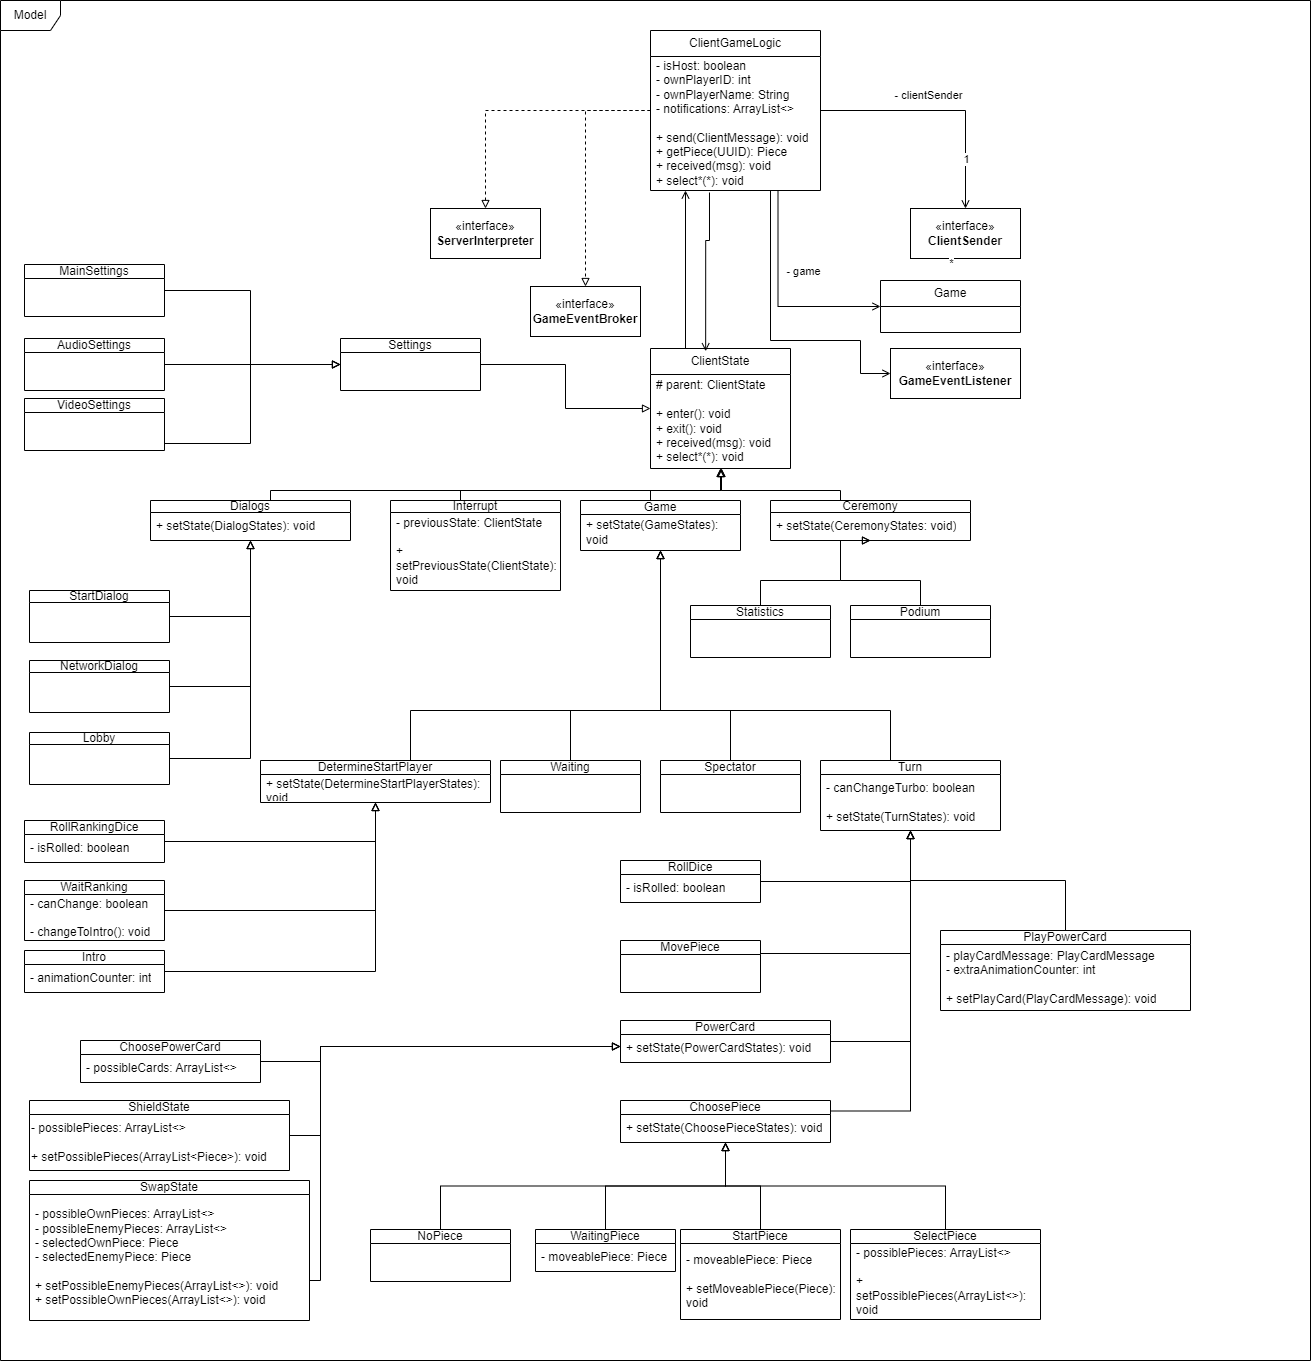 Model
ClientGameLogic
- isHost: boolean
- ownPlayerID: int
- ownPlayerName: String
- notifications: ArrayList<>
+ send(ClientMessage): void
+ getPiece(UUID): Piece
+ received(msg): void
+ select*(*): void
- clientSender
1
«interface»
ServerInterpreter
«interface»
ClientSender
*
«interface»
GameEventBroker
- game
Game
«interface»
GameEventListener
MainSettings
AudioSettings
VideoSettings
Settings
ClientState
# parent: ClientState
+ enter(): void
+ exit(): void
+ received(msg): void
+ select*(*): void
Dialogs
+ setState(DialogStates): void
Interrupt
- previousState: ClientState
+
setPreviousState(ClientState):
void
Game
+ setState(GameStates):
void
Ceremony
+ setState(CeremonyStates: void)
Statistics
Podium
StartDialog
NetworkDialog
Lobby
DetermineStartPlayer
+ setState(DetermineStartPlayerStates):
void
Waiting
Spectator
Turn
- canChangeTurbo: boolean
+ setState(TurnStates): void
RollRankingDice
- isRolled: boolean
WaitRanking
- canChange: boolean
- changeToIntro(): void
Intro
- animationCounter: int
RollDice
- isRolled: boolean
MovePiece
PlayPowerCard
- playCardMessage: PlayCardMessage
- extraAnimationCounter: int
+ setPlayCard(PlayCardMessage): void
PowerCard
+ setState(PowerCardStates): void
ChoosePowerCard
- possibleCards: ArrayList<>
ShieldState
- possiblePieces: ArrayList<>
+ setPossiblePieces(ArrayList<Piece>): void
ChoosePiece
+ setState(ChoosePieceStates): void
SwapState
- possibleOwnPieces: ArrayList<>
- possibleEnemyPieces: ArrayList<>
- selectedOwnPiece: Piece
- selectedEnemyPiece: Piece
+ setPossibleEnemyPieces(ArrayList<>): void
+ setPossibleOwnPieces(ArrayList<>): void
NoPiece
WaitingPiece
- moveablePiece: Piece
StartPiece
- moveablePiece: Piece
+ setMoveablePiece(Piece):
void
SelectPiece
- possiblePieces: ArrayList<>
+
setPossiblePieces(ArrayList<>):
void